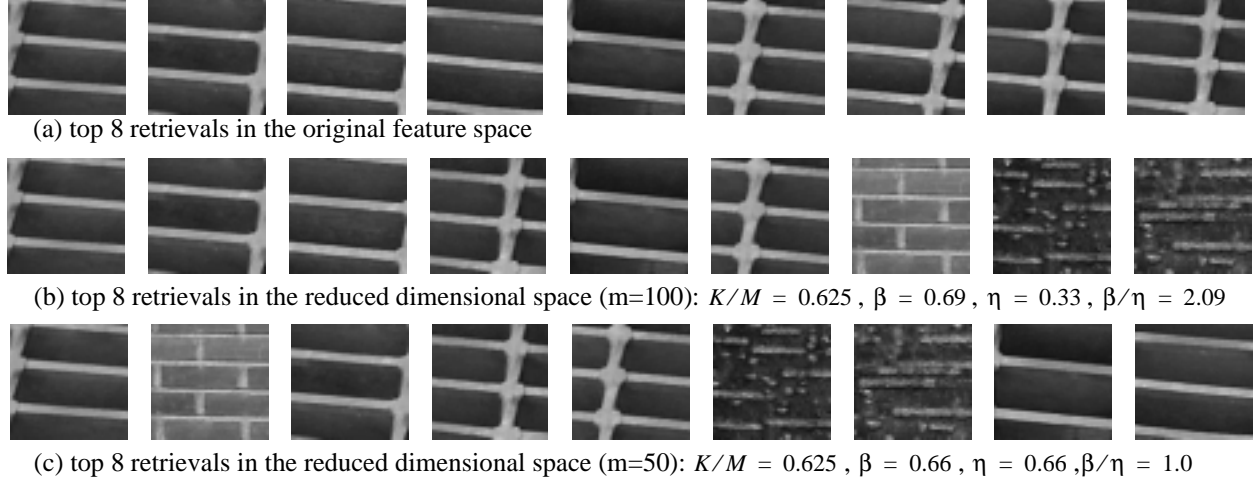 (a) top 8 retrievals in the original feature space
(b) top 8 retrievals in the reduced dimensional space (m=100): K/M = 0.625 , β = 0.69 , η = 0.33 , β/η = 2.09
(c) top 8 retrievals in the reduced dimensional space (m=50): K/M = 0.625 , β = 0.66 , η = 0.66 ,β/η = 1.0